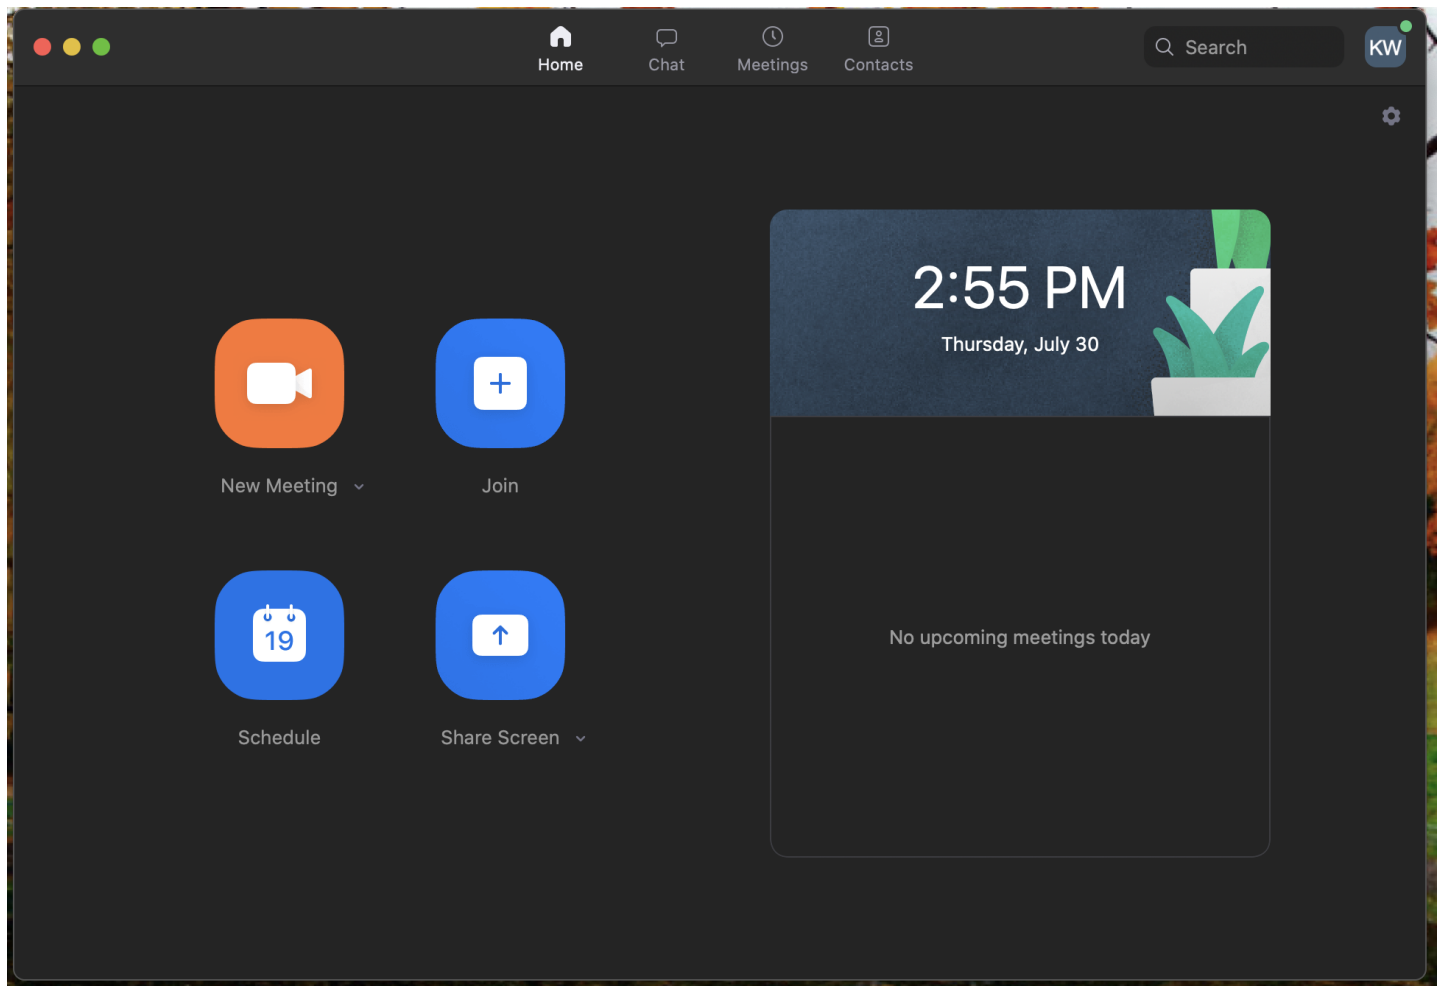 Home
Chat
Meetings
Contacts
Search
KW
2:55 PM
Thursday, July 30
New Meeting
Join
19
Schedule
Share Screen
No upcoming meetings today